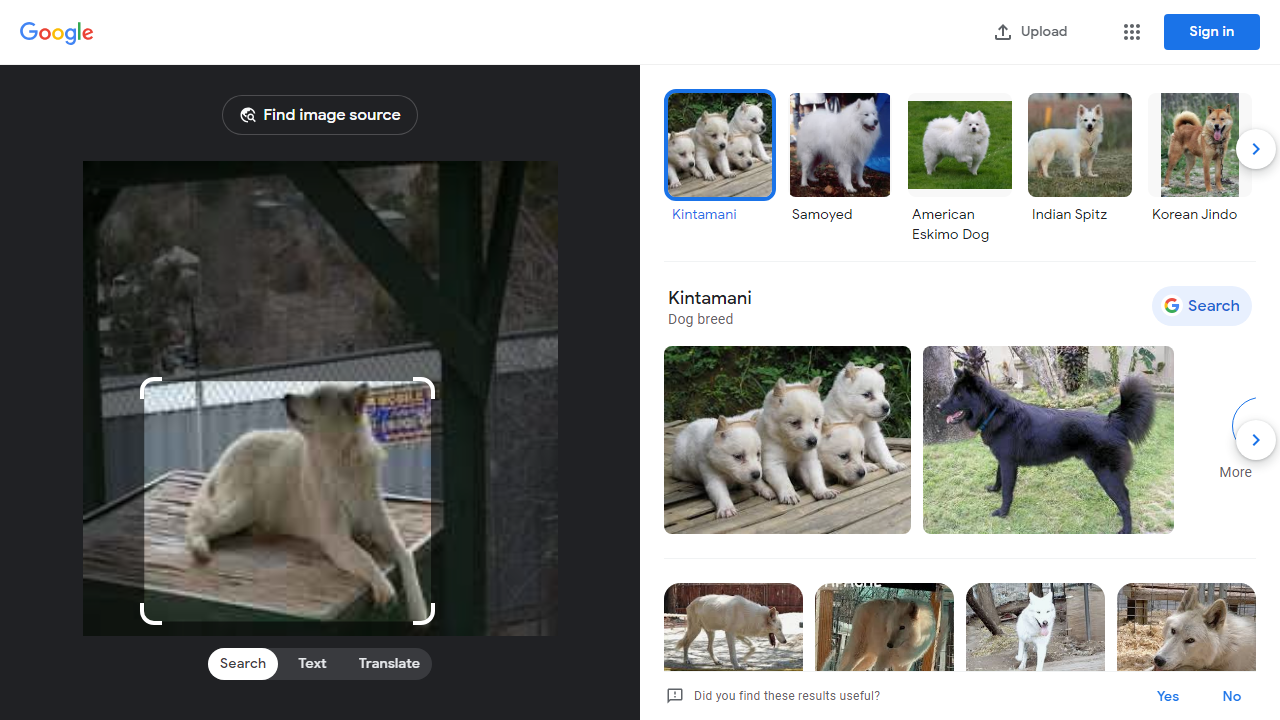 Google
Upload
Sign in
Find image source
Kintamani
Samoyed
American
Eskimo Dog
Indian Spitz
Korean Jindo
Kintamani
Dog breed
Search
More
Search
Text
Translate
Did you find these results useful?
Yes
No